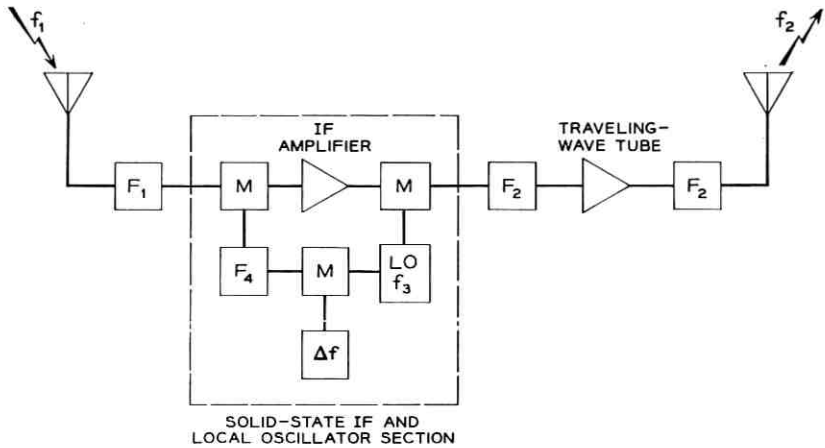 f₁
f₂
IF
AMPLIFIER
TRAVELING-
WAVE TUBE
F₁
M
M
F₂
F₂
F₄
M
LO
f₃
Δf
SOLID-STATE IF AND
LOCAL OSCILLATOR SECTION